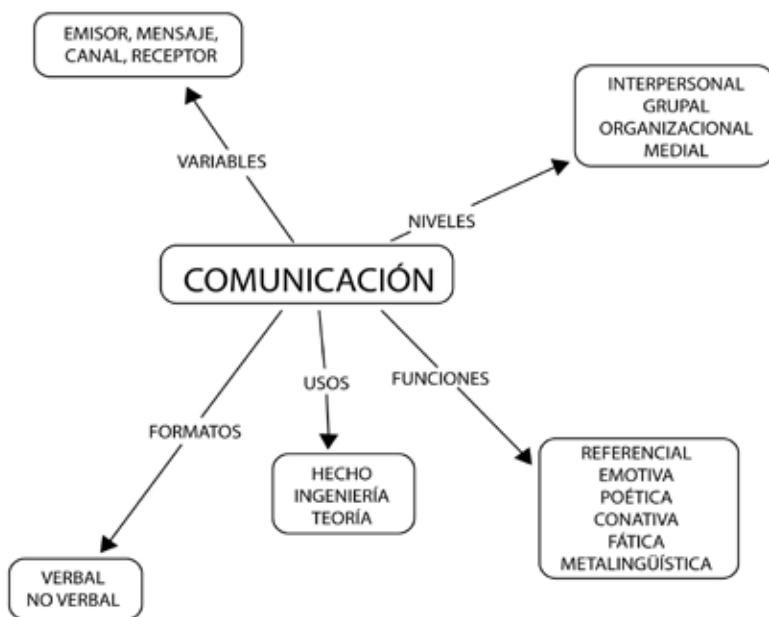 EMISOR, MENSAJE,
CANAL, RECEPTOR
INTERPERSONAL
GRUPAL
ORGANIZACIONAL
MEDIAL
VARIABLES
NIVELES
COMUNICACIÓN
FORMATOS
USOS
FUNCIONES
HECHO
INGENIERÍA
TEORÍA
REFERENCIAL
EMOTIVA
POÉTICA
CONATIVA
FÁTICA
METALINGÜÍSTICA
VERBAL
NO VERBAL